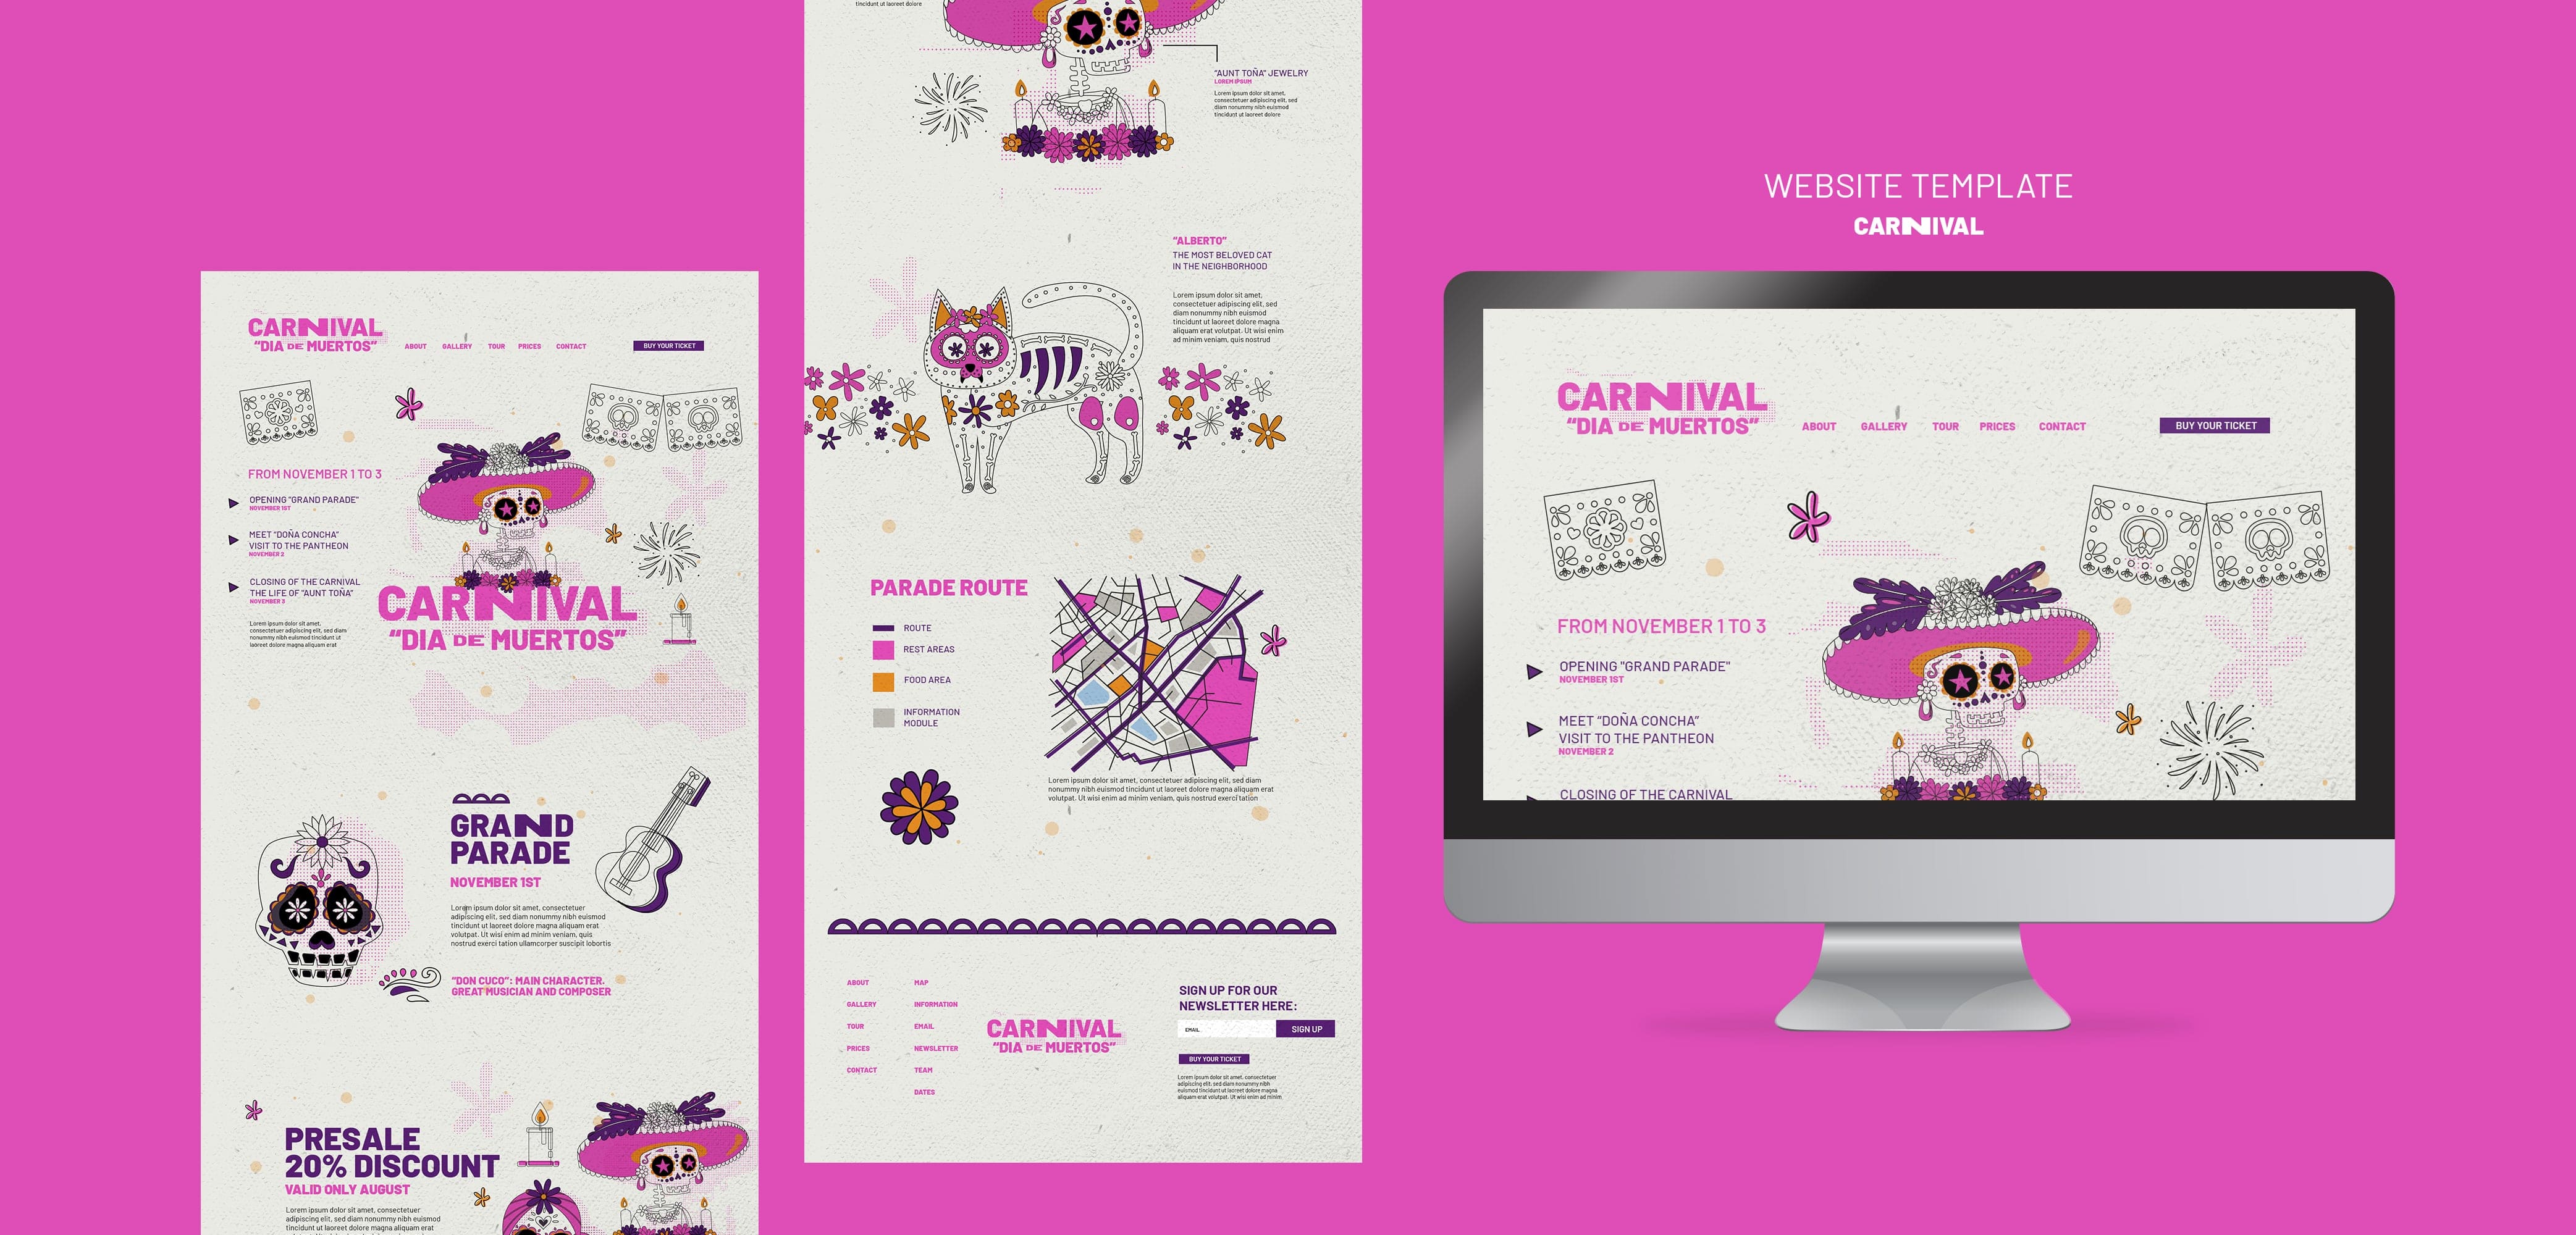 CARNIVAL
"DIA DE MUERTOS"
ABOUT
GALLERY
TOUR
PRICES
CONTACT
BUY YOUR TICKET
FROM NOVEMBER 1 TO 3
OPENING "GRAND PARADE"
NOVEMBER 1ST
MEET "DOÑA CONCHA"
VISIT TO THE PANTHEON
NOVEMBER 2
CLOSING OF THE CARNIVAL
THE LIFE OF "AUNT TOÑA"
NOVEMBER 3
Lorem ipsum dolor sit amet,
consectetuer adipiscing elit, sed diam
nonummy nibh euismod tincidunt ut
laoreet dolore magna aliquam erat
CARNIVAL
"DIA DE MUERTOS"
GRAND
PARADE
NOVEMBER 1ST
Lorem ipsum dolor sit amet, consectetuer
adipiscing elit, sed diam nonummy nibh euismod
tincidunt ut laoreet dolore magna aliquam erat
volutpat. Ut wisi enim ad minim veniam, quis
nostrud exerci tation ullamcorper suscipit lobortis
"DON CUCO": MAIN CHARACTER,
GREAT MUSICIAN AND COMPOSER
PRESALE
20% DISCOUNT
VALID ONLY AUGUST
Lorem ipsum dolor sit amet, consectetuer
adipiscing elit, sed diam nonummy nibh euismod
tincidunt ut laoreet dolore magna aliquam erat
tincidunt ut laoreet dolore
"AUNT TOÑA" JEWELRY
LOREM IPSUM
Lorem ipsum dolor sit amet,
consectetuer adipiscing elit, sed
diam nonummy nibh euismod
tincidunt ut laoreet dolore
"ALBERTO"
THE MOST BELOVED CAT
IN THE NEIGHBORHOOD
Lorem ipsum dolor sit amet,
consectetuer adipiscing elit, sed
diam nonummy nibh euismod
tincidunt ut laoreet dolore magna
aliquam erat volutpat. Ut wisi enim
ad minim veniam, quis nostrud
PARADE ROUTE
ROUTE
REST AREAS
FOOD AREA
INFORMATION
MODULE
Lorem ipsum dolor sit amet, consectetuer adipiscing elit, sed diam
nonummy nibh euismod tincidunt ut laoreet dolore magna aliquam erat
volutpat. Ut wisi enim ad minim veniam, quis nostrud exerci tation
ABOUT
GALLERY
TOUR
PRICES
CONTACT
MAP
INFORMATION
EMAIL
NEWSLETTER
TEAM
DATES
CARNIVAL
"DIA DE MUERTOS"
SIGN UP FOR OUR
NEWSLETTER HERE:
EMAIL
SIGN UP
BUY YOUR TICKET
Lorem ipsum dolor sit amet, consectetuer
adipiscing elit, sed diam nonummy nibh
euismod tincidunt ut laoreet dolore magna
aliquam erat volutpat. Ut wisi enim ad minim
WEBSITE TEMPLATE
CARNIVAL
CARNIVAL
"DIA DE MUERTOS"
ABOUT
GALLERY
TOUR
PRICES
CONTACT
BUY YOUR TICKET
FROM NOVEMBER 1 TO 3
OPENING "GRAND PARADE"
NOVEMBER 1ST
MEET "DOÑA CONCHA"
VISIT TO THE PANTHEON
NOVEMBER 2
CLOSING OF THE CARNIVAL